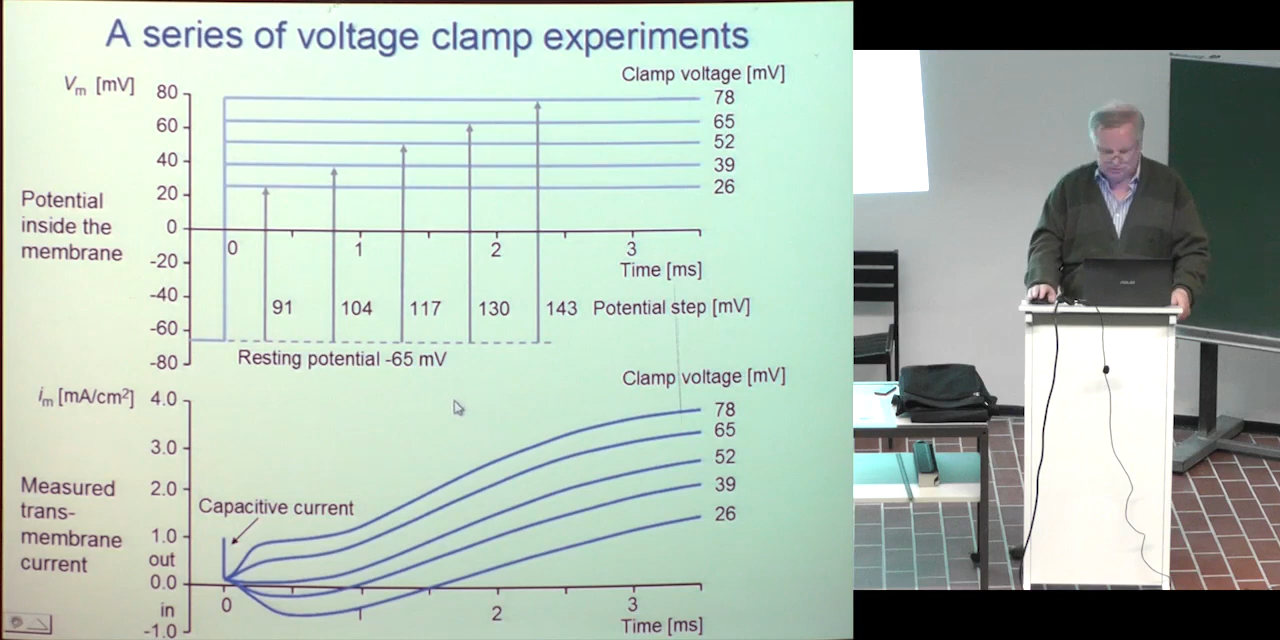 A series of voltage clamp experiments
Vm [mV]
Clamp voltage [mV]
80
60
40
20
0
-20
-40
-60
-80
78
65
52
39
26
Potential
inside the
membrane
0 1 2 3
Time [ms]
91 104 117 130 143 Potential step [mV]
Resting potential -65 mV
im [mA/cm²]
Clamp voltage [mV]
4.0
3.0
2.0
1.0
out
0.0
in
-1.0
78
65
52
39
26
Measured
trans-
membrane
current
Capacitive current
0 1 2 3
Time [ms]
ASUS